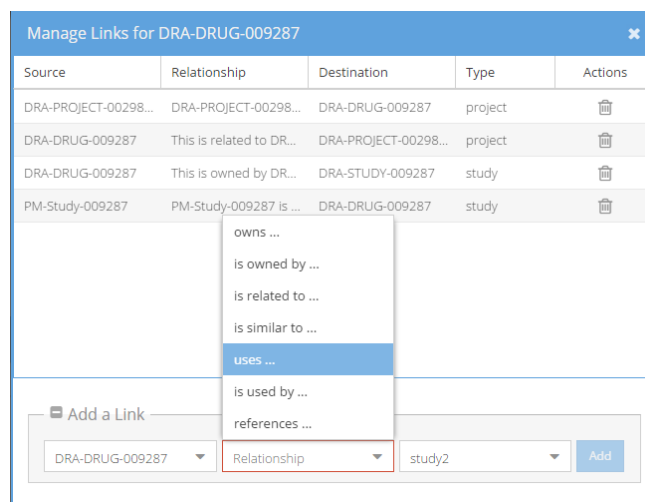 Manage Links for DRA-DRUG-009287
Source Relationship Destination Type Actions
DRA-PROJECT-00298... DRA-PROJECT-00298... DRA-DRUG-009287 project
DRA-DRUG-009287 This is related to DR... DRA-PROJECT-00298... project
DRA-DRUG-009287 This is owned by DR... DRA-STUDY-009287 study
PM-Study-009287 PM-Study-009287 is ... DRA-DRUG-009287 study
owns ...
is owned by ...
is related to ...
is similar to ...
uses ...
is used by ...
references ...
Add a Link
DRA-DRUG-009287 Relationship study2 Add